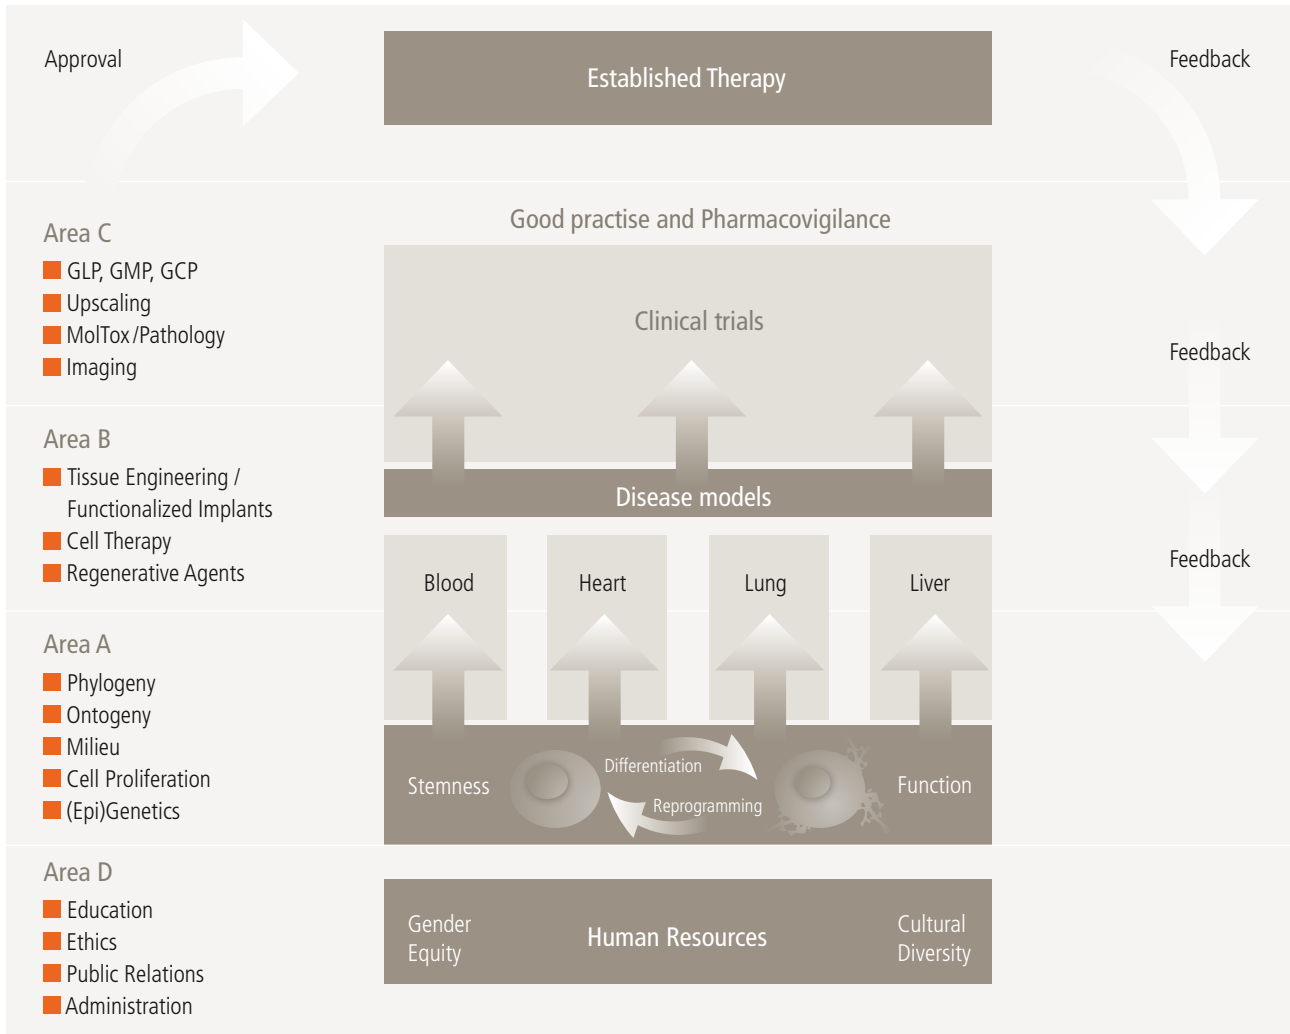 Approval
Established Therapy
Feedback
Area C
GLP, GMP, GCP
Upscaling
MolTox/Pathology
Imaging
Good practise and Pharmacovigilance
Clinical trials
Feedback
Area B
Tissue Engineering /
Functionalized Implants
Cell Therapy
Regenerative Agents
Disease models
Blood
Heart
Lung
Liver
Feedback
Area A
Phylogeny
Ontogeny
Milieu
Cell Proliferation
(Epi)Genetics
Stemness
Differentiation
Reprogramming
Function
Area D
Education
Ethics
Public Relations
Administration
Gender
Equity
Human Resources
Cultural
Diversity